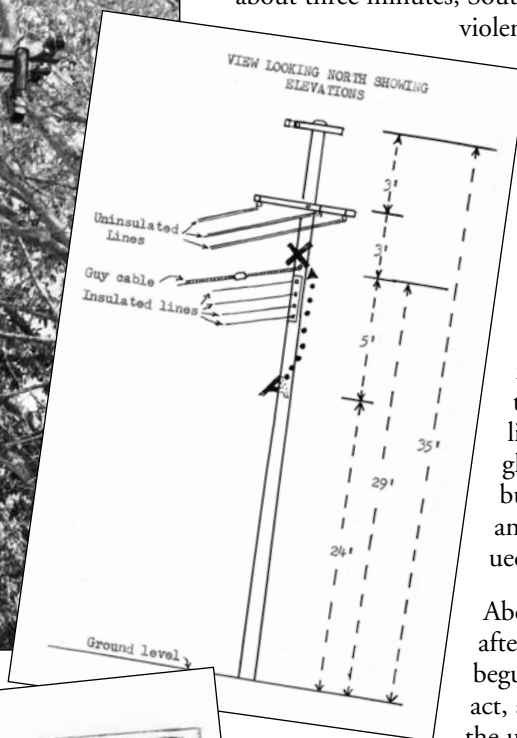 about three minutes, Sout
violen
VIEW LOOKING NORTH SHOWING
ELEVATIONS
3'
Uninsulated
Lines
3'
Guy cable
Insulated lines
5'
35'
29'
24'
Ground level
li
bu
an
ued
Abo
afte
begu
act, a
the u